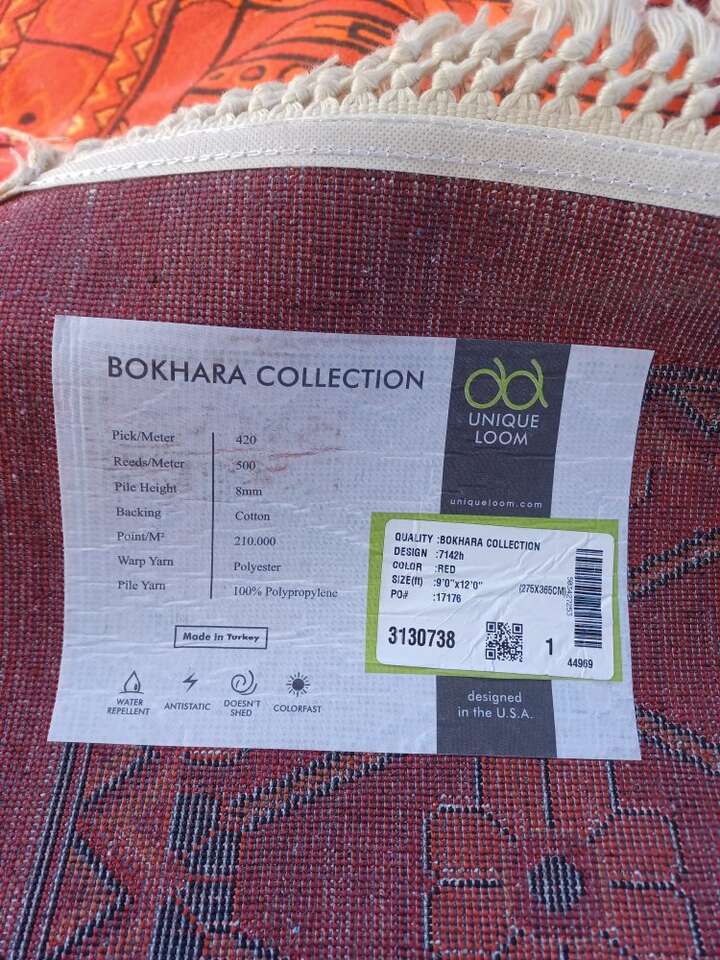 BOKHARA COLLECTION
Pick/Meter 420
Reeds/Meter 500
Pile Height 8mm
Backing Cotton
Point/M² 210.000
Warp Yarn Polyester
Pile Yarn 100% Polypropylene
Made in Turkey
WATER REPELLENT
ANTISTATIC
DOESN'T SHED
COLORFAST
UNIQUE
LOOM
uniqueloom.com
QUALITY :BOKHARA COLLECTION
DESIGN :7142h
COLOR :RED
SIZE(ft) :9'0"x12'0" (275X365CM)
PO# :17176
3130738
1
44969
designed
in the U.S.A.